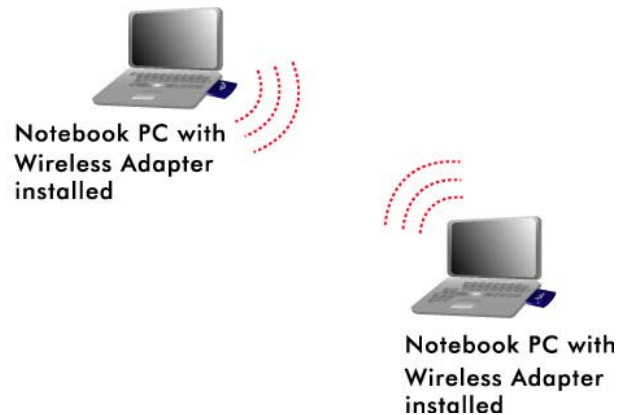 Notebook PC with
Wireless Adapter
installed
Notebook PC with
Wireless Adapter
installed